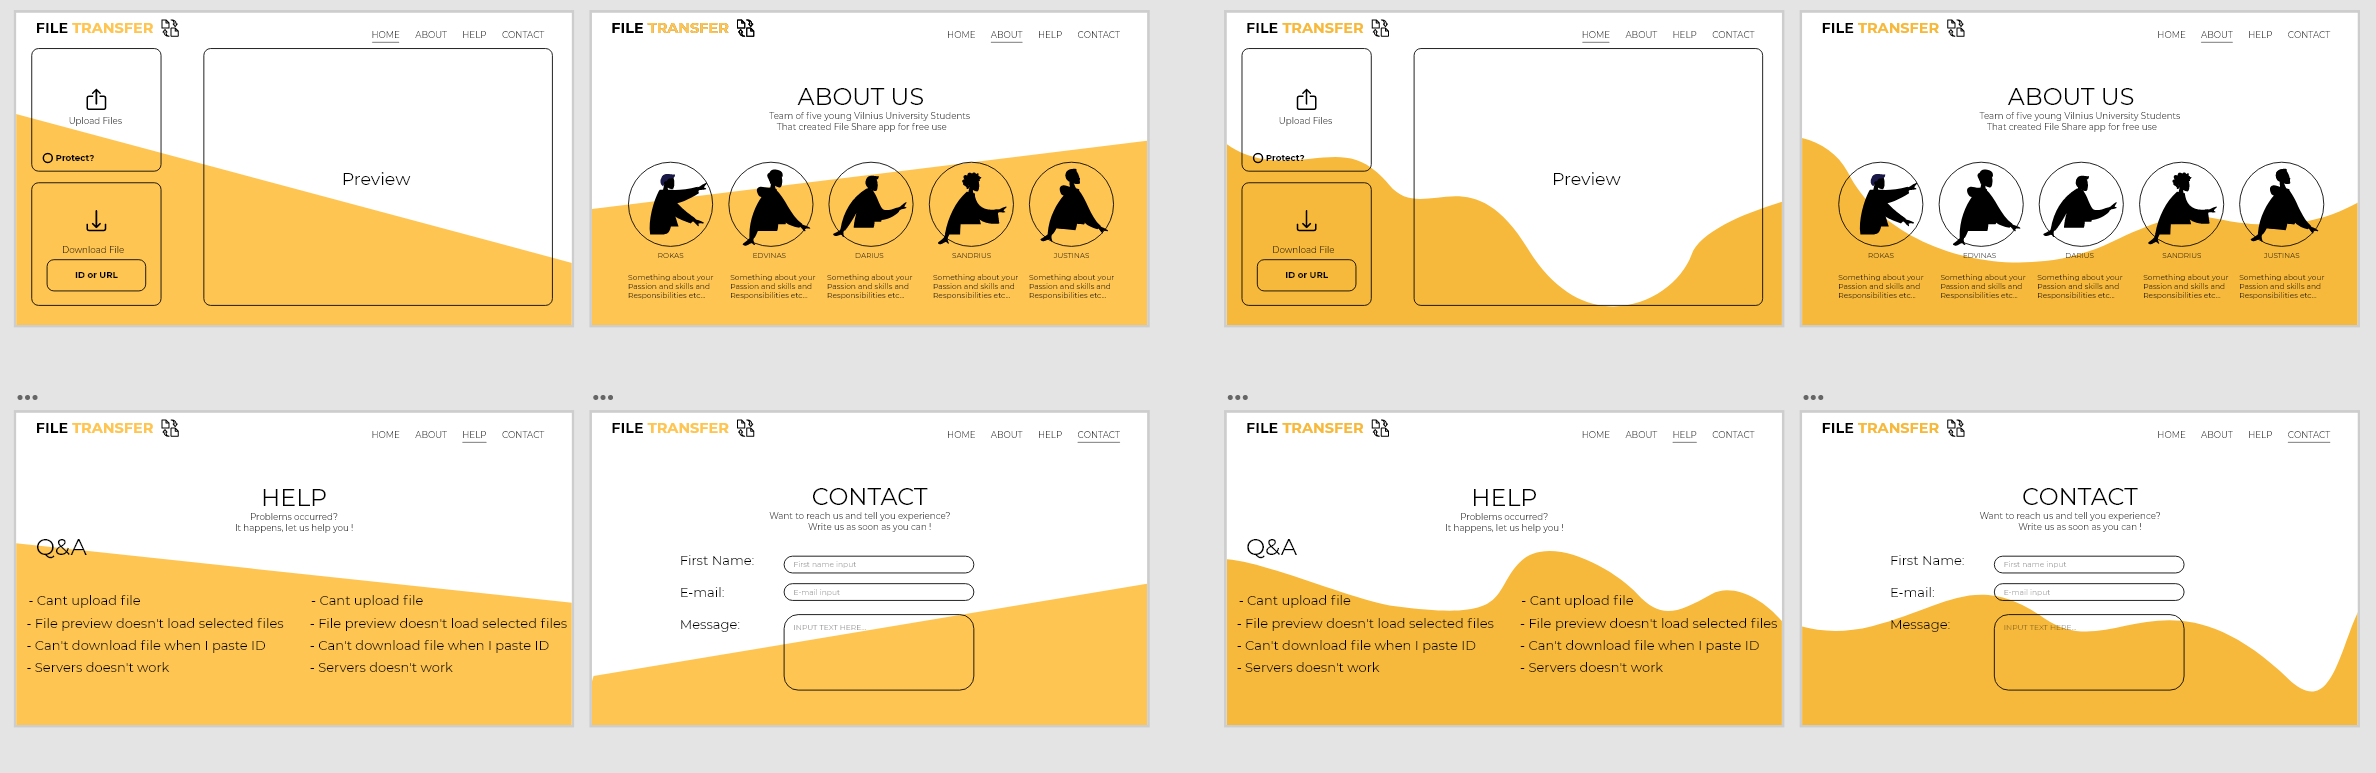 FILE TRANSFER
HOME ABOUT HELP CONTACT
Upload Files
Protect?
Download File
ID or URL
Preview
FILE TRANSFER
HOME ABOUT HELP CONTACT
ABOUT US
Team of five young Vilnius University Students
That created File Share app for free use
ROKAS EDVINAS DARIUS SANDRIUS JUSTINAS
Something about your Something about your Something about your Something about your Something about your
Passion and skills and Passion and skills and Passion and skills and Passion and skills and Passion and skills and
Responsibilities etc... Responsibilities etc... Responsibilities etc... Responsibilities etc... Responsibilities etc...
FILE TRANSFER
HOME ABOUT HELP CONTACT
Upload Files
Protect?
Download File
ID or URL
Preview
FILE TRANSFER
HOME ABOUT HELP CONTACT
ABOUT US
Team of five young Vilnius University Students
That created File Share app for free use
ROKAS EDVINAS DARIUS SANDRIUS JUSTINAS
Something about your Something about your Something about your Something about your Something about your
Passion and skills and Passion and skills and Passion and skills and Passion and skills and Passion and skills and
Responsibilities etc... Responsibilities etc... Responsibilities etc... Responsibilities etc... Responsibilities etc...
FILE TRANSFER
HOME ABOUT HELP CONTACT
HELP
Problems occurred?
It happens, let us help you !
Q&A
- Cant upload file
- File preview doesn't load selected files
- Can't download file when I paste ID
- Servers doesn't work
- Cant upload file
- File preview doesn't load selected files
- Can't download file when I paste ID
- Servers doesn't work
FILE TRANSFER
HOME ABOUT HELP CONTACT
CONTACT
Want to reach us and tell you experience?
Write us as soon as you can !
First Name: First name input
E-mail: E-mail input
Message: INPUT TEXT HERE...
FILE TRANSFER
HOME ABOUT HELP CONTACT
HELP
Problems occurred?
It happens, let us help you !
Q&A
- Cant upload file
- File preview doesn't load selected files
- Can't download file when I paste ID
- Servers doesn't work
- Cant upload file
- File preview doesn't load selected files
- Can't download file when I paste ID
- Servers doesn't work
FILE TRANSFER
HOME ABOUT HELP CONTACT
CONTACT
Want to reach us and tell you experience?
Write us as soon as you can !
First Name: First name input
E-mail: E-mail input
Message: INPUT TEXT HERE...